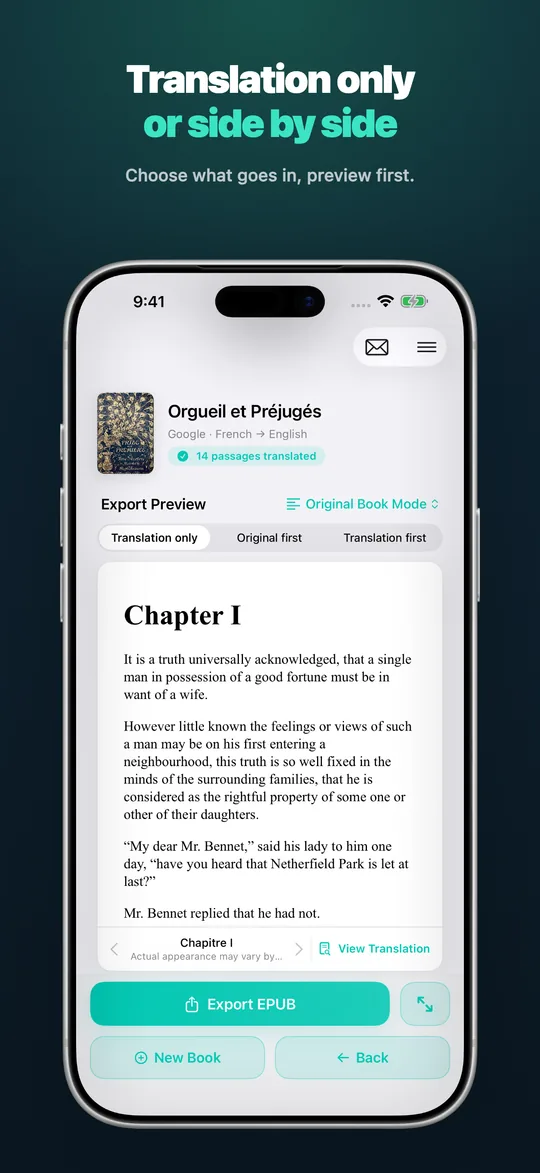 Translation only
or side by side
Choose what goes in, preview first.
9:41
Orgueil et Préjugés
Google · French → English
14 passages translated
Export Preview
Original Book Mode
Translation only
Original first
Translation first
Chapter I
It is a truth universally acknowledged, that a single
man in possession of a good fortune must be in
want of a wife.
However little known the feelings or views of such
a man may be on his first entering a
neighbourhood, this truth is so well fixed in the
minds of the surrounding families, that he is
considered as the rightful property of some one or
other of their daughters.
“My dear Mr. Bennet,” said his lady to him one
day, “have you heard that Netherfield Park is let at
last?”
Mr. Bennet replied that he had not.
Chapitre I
Actual appearance may vary by...
View Translation
Export EPUB
New Book
Back